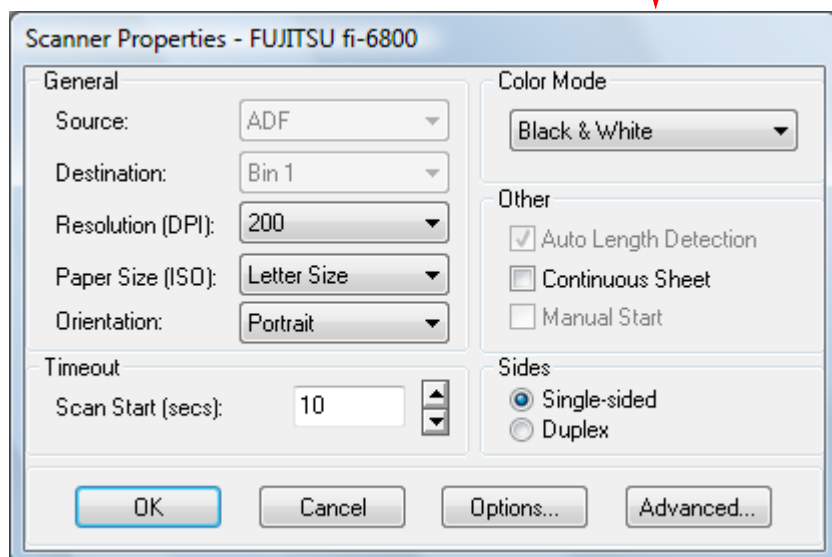 Scanner Properties - FUJITSU fi-6800
General
Source: ADF
Destination: Bin 1
Resolution (DPI): 200
Paper Size (ISO): Letter Size
Orientation: Portrait
Timeout
Scan Start (secs): 10
Color Mode
Black & White
Other
Auto Length Detection
Continuous Sheet
Manual Start
Sides
Single-sided
Duplex
OK Cancel Options... Advanced...